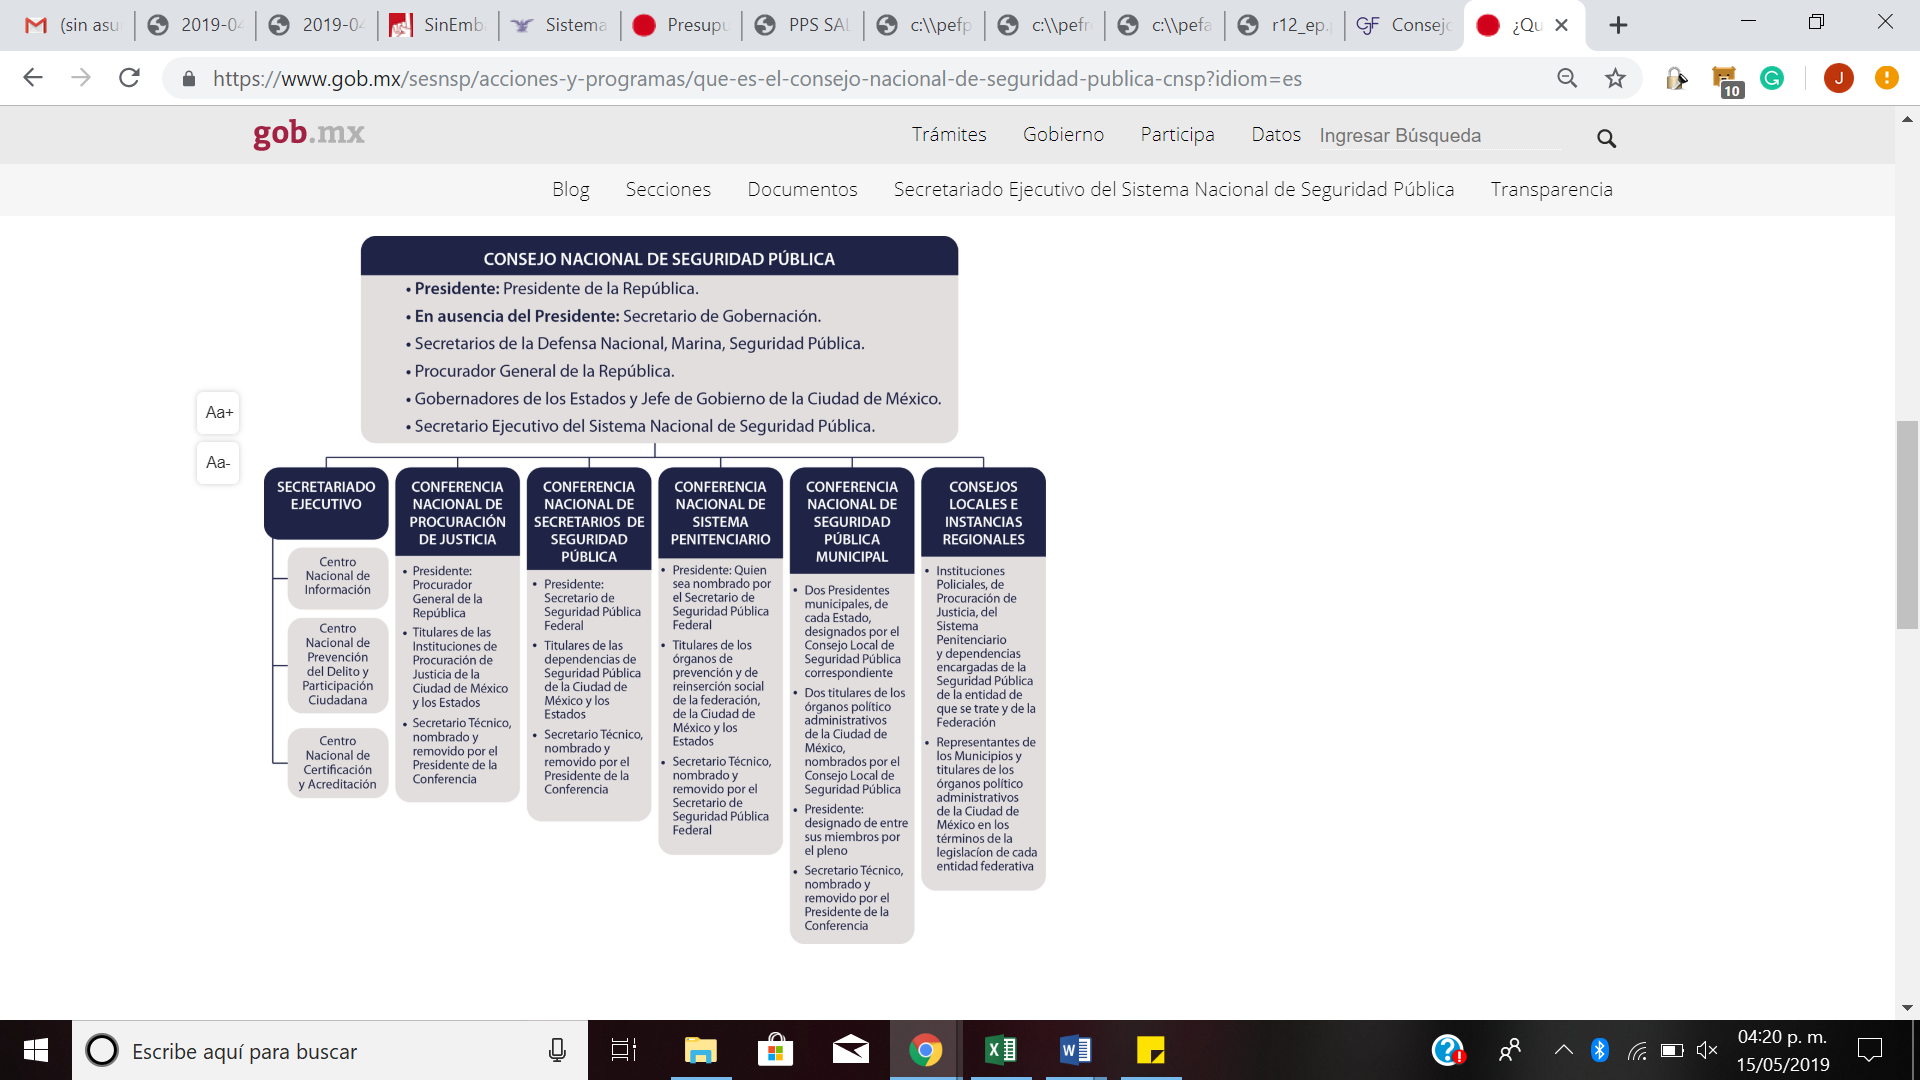 (sin asu
2019-04
2019-04
SinEmb
Sistema
Presupu
PPS SAL
c:\\pefp
c:\\pefr
c:\\pefa
r12_ep.
GF Consejo
¿Qu
https://www.gob.mx/sesnsp/acciones-y-programas/que-es-el-consejo-nacional-de-seguridad-publica-cnsp?idiom=es
10
J
gob.mx
Trámites Gobierno Participa Datos Ingresar Búsqueda
Blog Secciones Documentos Secretariado Ejecutivo del Sistema Nacional de Seguridad Pública Transparencia
Aa+
Aa-
CONSEJO NACIONAL DE SEGURIDAD PÚBLICA
• Presidente: Presidente de la República.
• En ausencia del Presidente: Secretario de Gobernación.
• Secretarios de la Defensa Nacional, Marina, Seguridad Pública.
• Procurador General de la República.
• Gobernadores de los Estados y Jefe de Gobierno de la Ciudad de México.
• Secretario Ejecutivo del Sistema Nacional de Seguridad Pública.
SECRETARIADO
EJECUTIVO
Centro
Nacional de
Información
Centro
Nacional de
Prevención
del Delito y
Participación
Ciudadana
Centro
Nacional de
Certificación
y Acreditación
CONFERENCIA
NACIONAL DE
PROCURACIÓN
DE JUSTICIA
• Presidente:
Procurador
General de la
República
• Titulares de las
Instituciones de
Procuración de
Justicia de la
Ciudad de México
y los Estados
• Secretario Técnico,
nombrado y
removido por el
Presidente de la
Conferencia
CONFERENCIA
NACIONAL DE
SECRETARIOS DE
SEGURIDAD
PÚBLICA
• Presidente:
Secretario de
Seguridad Pública
Federal
• Titulares de las
dependencias de
Seguridad Pública
de la Ciudad de
México y los
Estados
• Secretario Técnico,
nombrado y
removido por el
Presidente de la
Conferencia
CONFERENCIA
NACIONAL DE
SISTEMA
PENITENCIARIO
• Presidente: Quien
sea nombrado por
el Secretario de
Seguridad Pública
Federal
• Titulares de los
órganos de
prevención y de
reinserción social
de la federación,
de la Ciudad de
México y los
Estados
• Secretario Técnico,
nombrado y
removido por el
Secretario de
Seguridad Pública
Federal
CONFERENCIA
NACIONAL DE
SEGURIDAD
PÚBLICA
MUNICIPAL
• Dos Presidentes
municipales, de
cada Estado,
designados por el
Consejo Local de
Seguridad Pública
correspondiente
• Dos titulares de los
órganos político
administrativos
de la Ciudad de
México,
nombrados por el
Consejo Local de
Seguridad Pública
• Presidente:
designado de entre
sus miembros por
el pleno
• Secretario Técnico,
nombrado y
removido por el
Presidente de la
Conferencia
CONSEJOS
LOCALES E
INSTANCIAS
REGIONALES
• Instituciones
Policiales, de
Procuración de
Justicia, del
Sistema
Penitenciario
y dependencias
encargadas de la
Seguridad Pública
de la entidad de
que se trate y de la
Federación
• Representantes de
los Municipios y
titulares de los
órganos político
administrativos
de la Ciudad de
México en los
términos de la
legislacíon de cada
entidad federativa
Escribe aquí para buscar
04:20 p. m.
15/05/2019